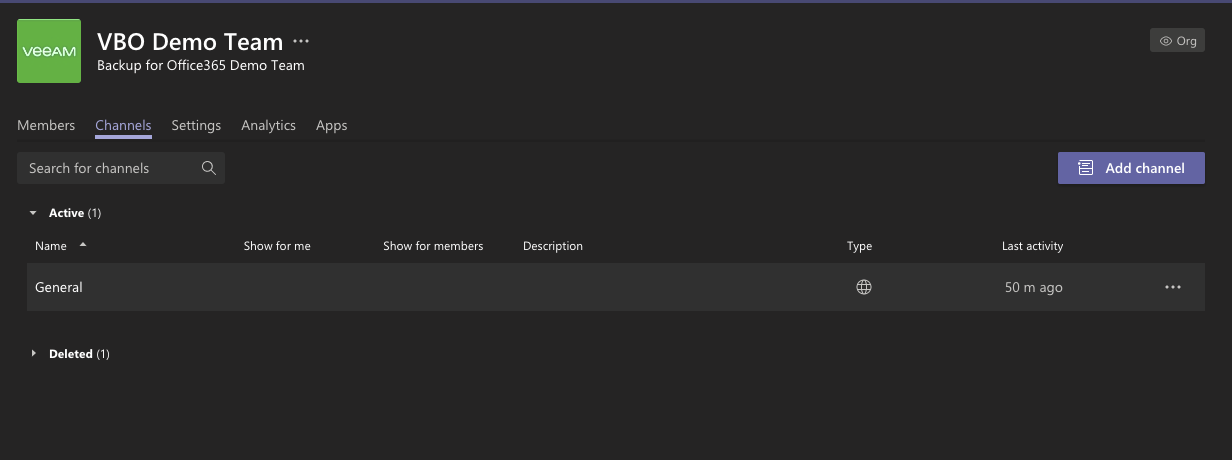 veeAM
VBO Demo Team ...
Backup for Office365 Demo Team
Org
Members Channels Settings Analytics Apps
Search for channels
Add channel
Active (1)
Name Show for me Show for members Description Type Last activity
General 50 m ago ...
Deleted (1)